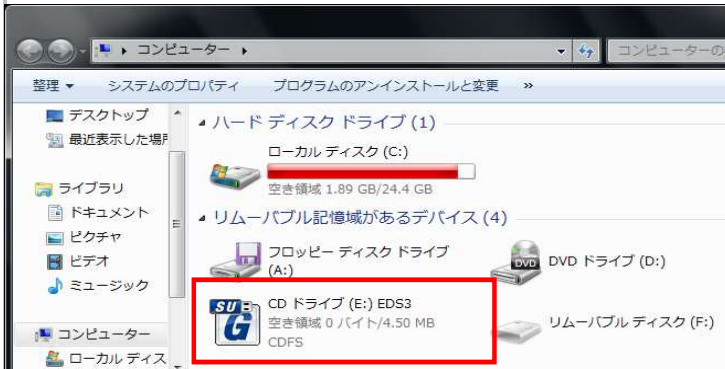 コンピューター
コンピューターの
整理
システムのプロパティ
プログラムのアンインストールと変更
»
デスクトップ
最近表示した場所
ライブラリ
ドキュメント
ピクチャ
ビデオ
ミュージック
コンピューター
ローカル ディス
ハード ディスク ドライブ (1)
ローカル ディスク (C:)
空き領域 1.89 GB/24.4 GB
リムーバブル記憶域があるデバイス (4)
フロッピー ディスク ドライブ
(A:)
DVD
DVD ドライブ (D:)
SUB
G
CD ドライブ (E:) EDS3
空き領域 0 バイト/4.50 MB
CDFS
リムーバブル ディスク (F:)